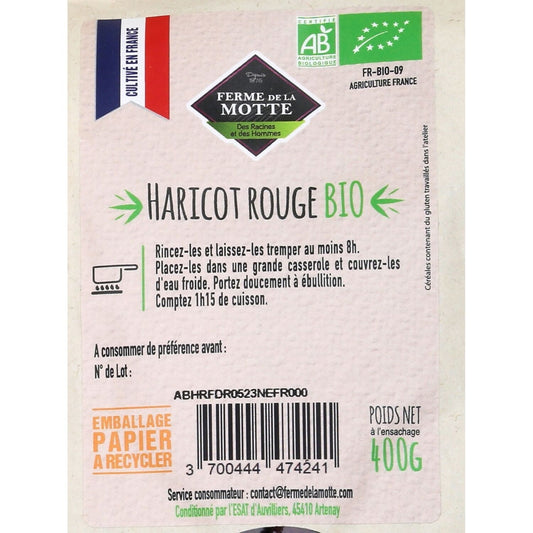 CULTIVÉ EN FRANCE
Depuis
FERME DE LA
MOTTE
Des Racines
et des Hommes
CERTIFIÉ
AB
AGRICULTURE
BIOLOGIQUE
FR-BIO-09
AGRICULTURE FRANCE
HARICOT ROUGE BIO
Rincez-les et laissez-les tremper au moins 8h.
Placez-les dans une grande casserole et couvrez-les
d'eau froide. Portez doucement à ébullition.
Comptez 1h15 de cuisson.
Céréales contenant du gluten travaillés dans l'atelier
A consommer de préférence avant :
N° de Lot :
ABHRFDR0523NEFR000
EMBALLAGE
PAPIER
A RECYCLER
3 700444 474241
POIDS NET
à l'ensachage
400G
Service consommateur : contact@fermedelamotte.com
Conditionné par l'ESAT d'Auvilliers, 45410 Artenay